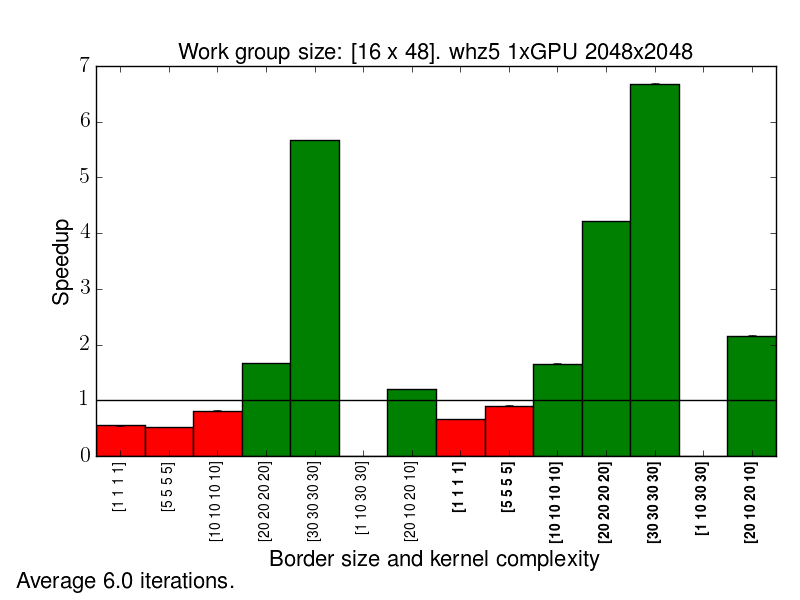 Work group size: [16 x 48]. whz5 1xGPU 2048x2048
7
6
5
4
3
2
1
0
Speedup
[1 1 1 1]
[5 5 5 5]
[10 10 10 10]
[20 20 20 20]
[30 30 30 30]
[1 10 30 30]
[20 10 20 10]
[1 1 1 1]
[5 5 5 5]
[10 10 10 10]
[20 20 20 20]
[30 30 30 30]
[1 10 30 30]
[20 10 20 10]
Border size and kernel complexity
Average 6.0 iterations.